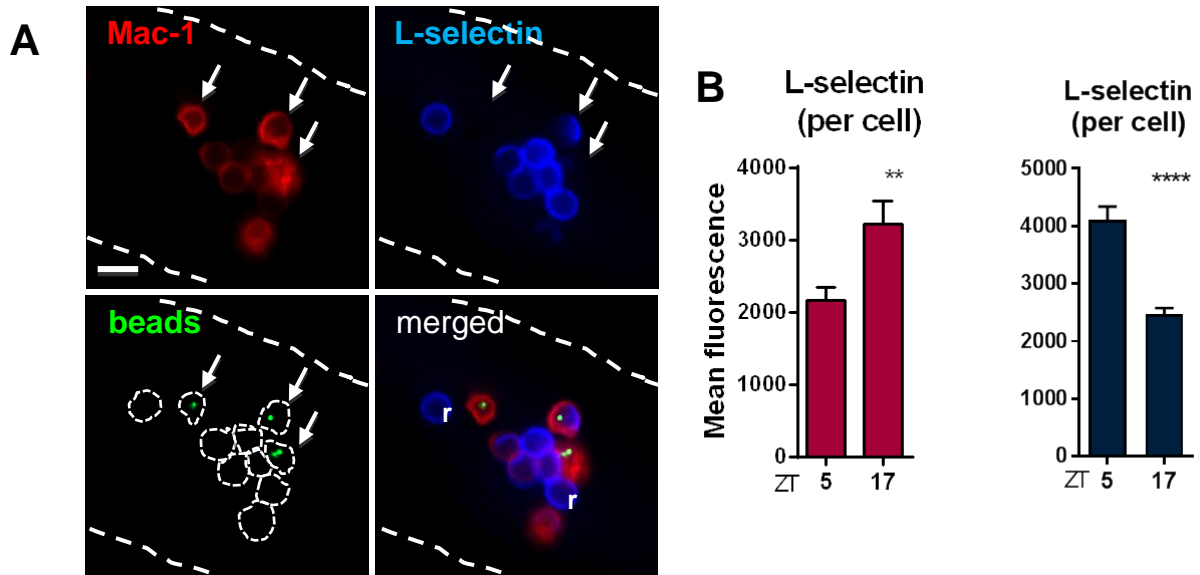 A
Mac-1
L-selectin
beads
merged
r
r
B
L-selectin
(per cell)
Mean fluorescence
4000
3000
2000
1000
0
ZT 5 17
**
L-selectin
(per cell)
5000
4000
3000
2000
1000
0
ZT 5 17
****